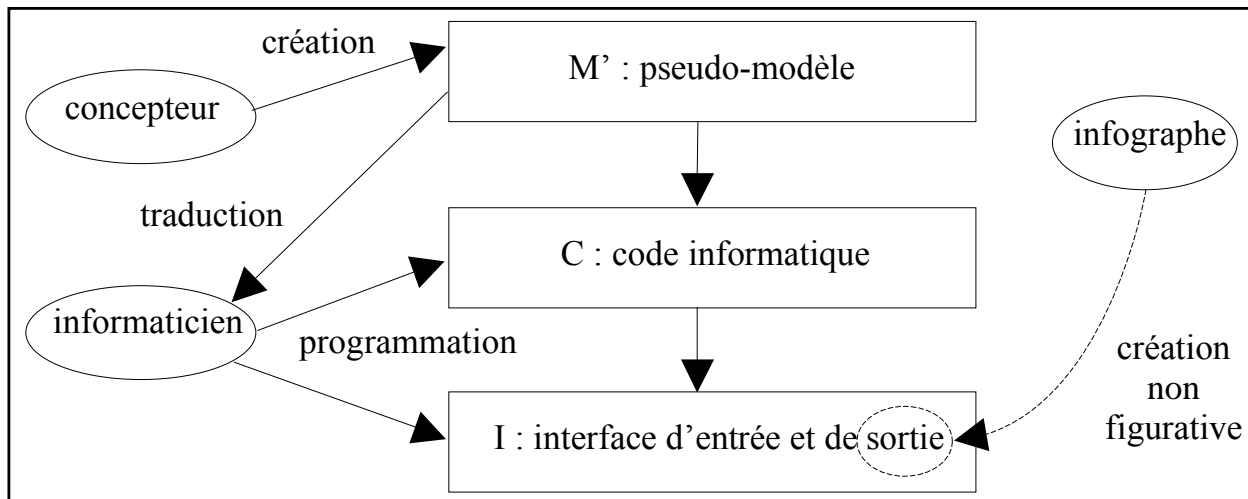 création
M’ : pseudo-modèle
concepteur
infographe
traduction
C : code informatique
informaticien
programmation
création
non
figurative
I : interface d’entrée et de sortie